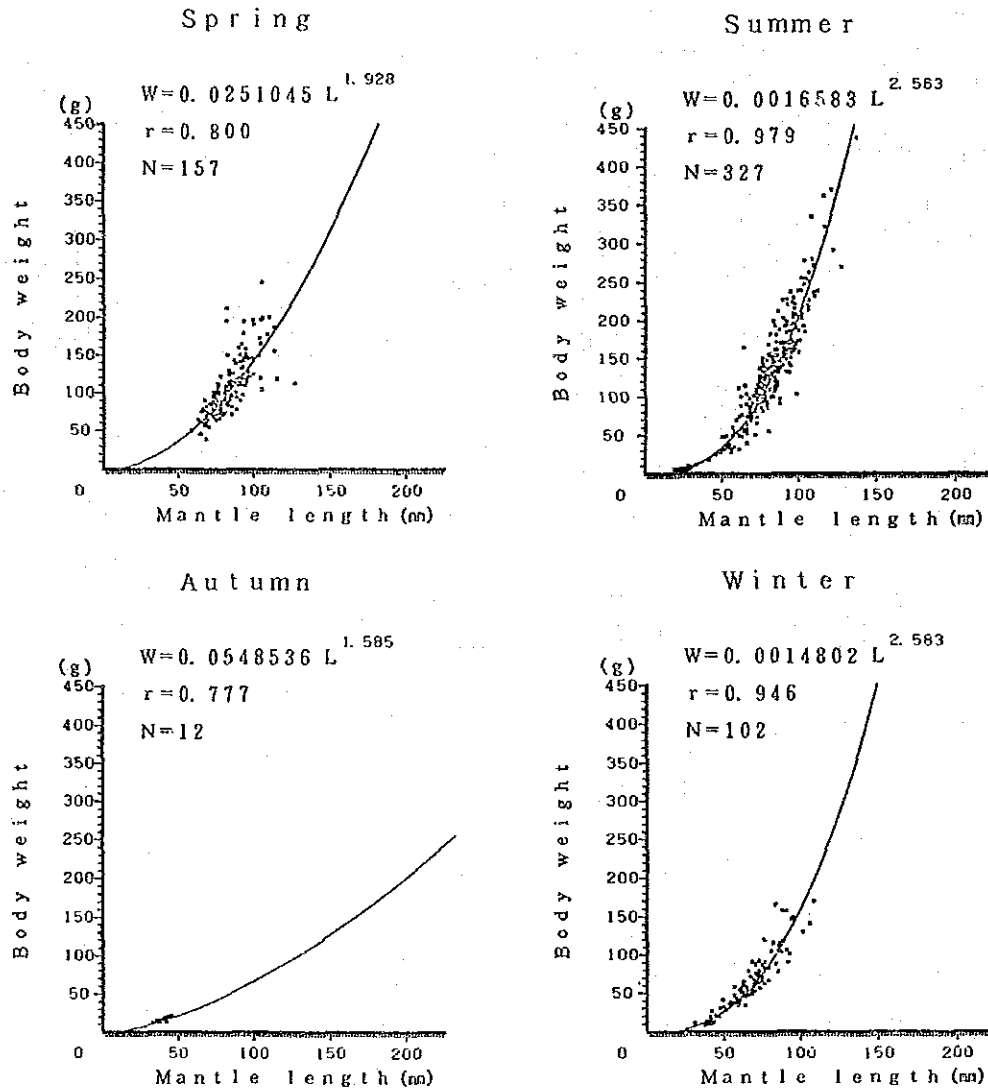 Spring
W=0.0251045 L^1.928
r=0.800
N=157
(g)
450
400
350
300
250
200
150
100
50
0
50 100 150 200
Body weight
Mantle length (mm)
Summer
W=0.0016583 L^2.563
r=0.979
N=327
(g)
450
400
350
300
250
200
150
100
50
0
50 100 150 200
Body weight
Mantle length (mm)
Autumn
W=0.0548536 L^1.585
r=0.777
N=12
(g)
450
400
350
300
250
200
150
100
50
0
50 100 150 200
Body weight
Mantle length (mm)
Winter
W=0.0014802 L^2.583
r=0.946
N=102
(g)
450
400
350
300
250
200
150
100
50
0
50 100 150 200
Body weight
Mantle length (mm)